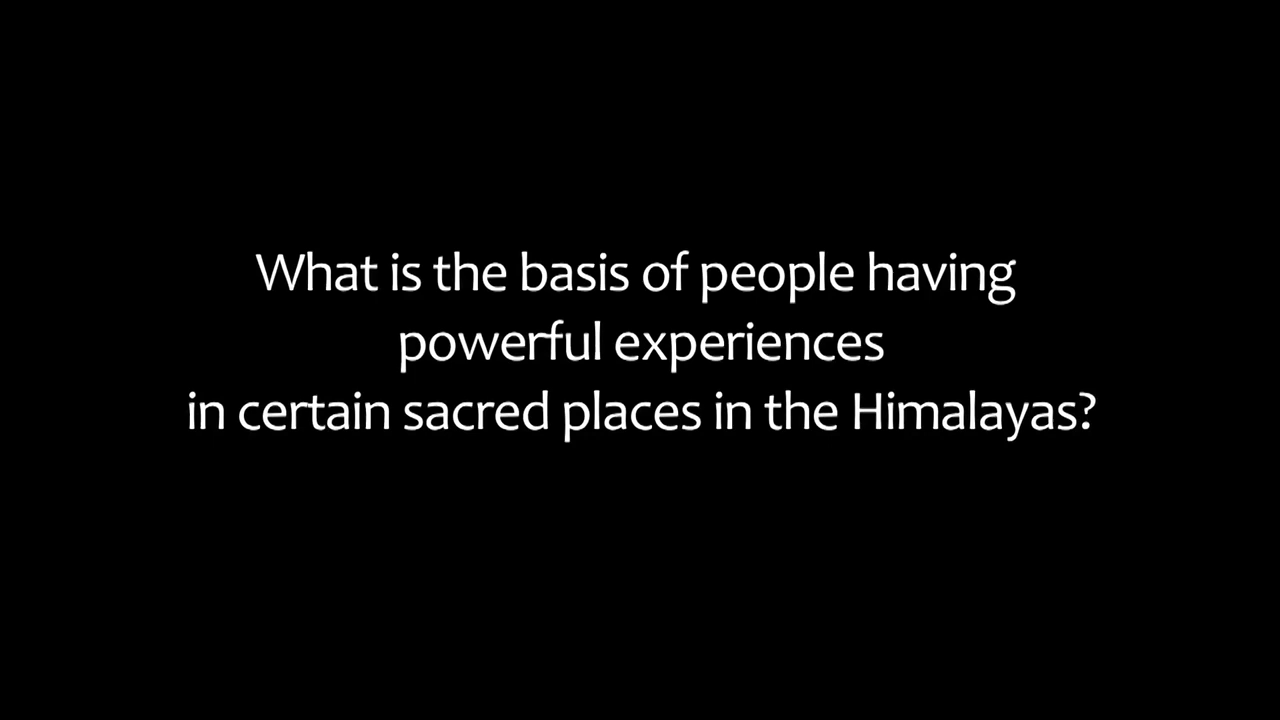 What is the basis of people having
powerful experiences
in certain sacred places in the Himalayas?